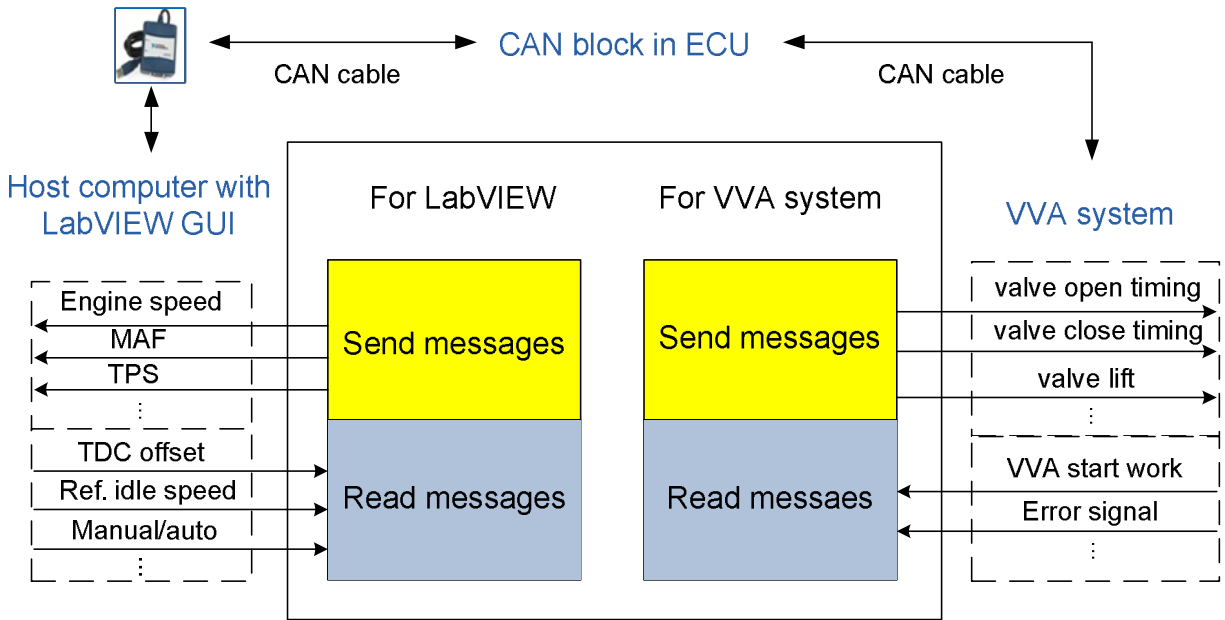 CAN block in ECU
CAN cable
CAN cable
Host computer with
LabVIEW GUI
For LabVIEW
For VVA system
VVA system
Engine speed
MAF
TPS
⋮
TDC offset
Ref. idle speed
Manual/auto
⋮
Send messages
Read messages
Send messages
Read messaes
valve open timing
valve close timing
valve lift
⋮
VVA start work
Error signal
⋮